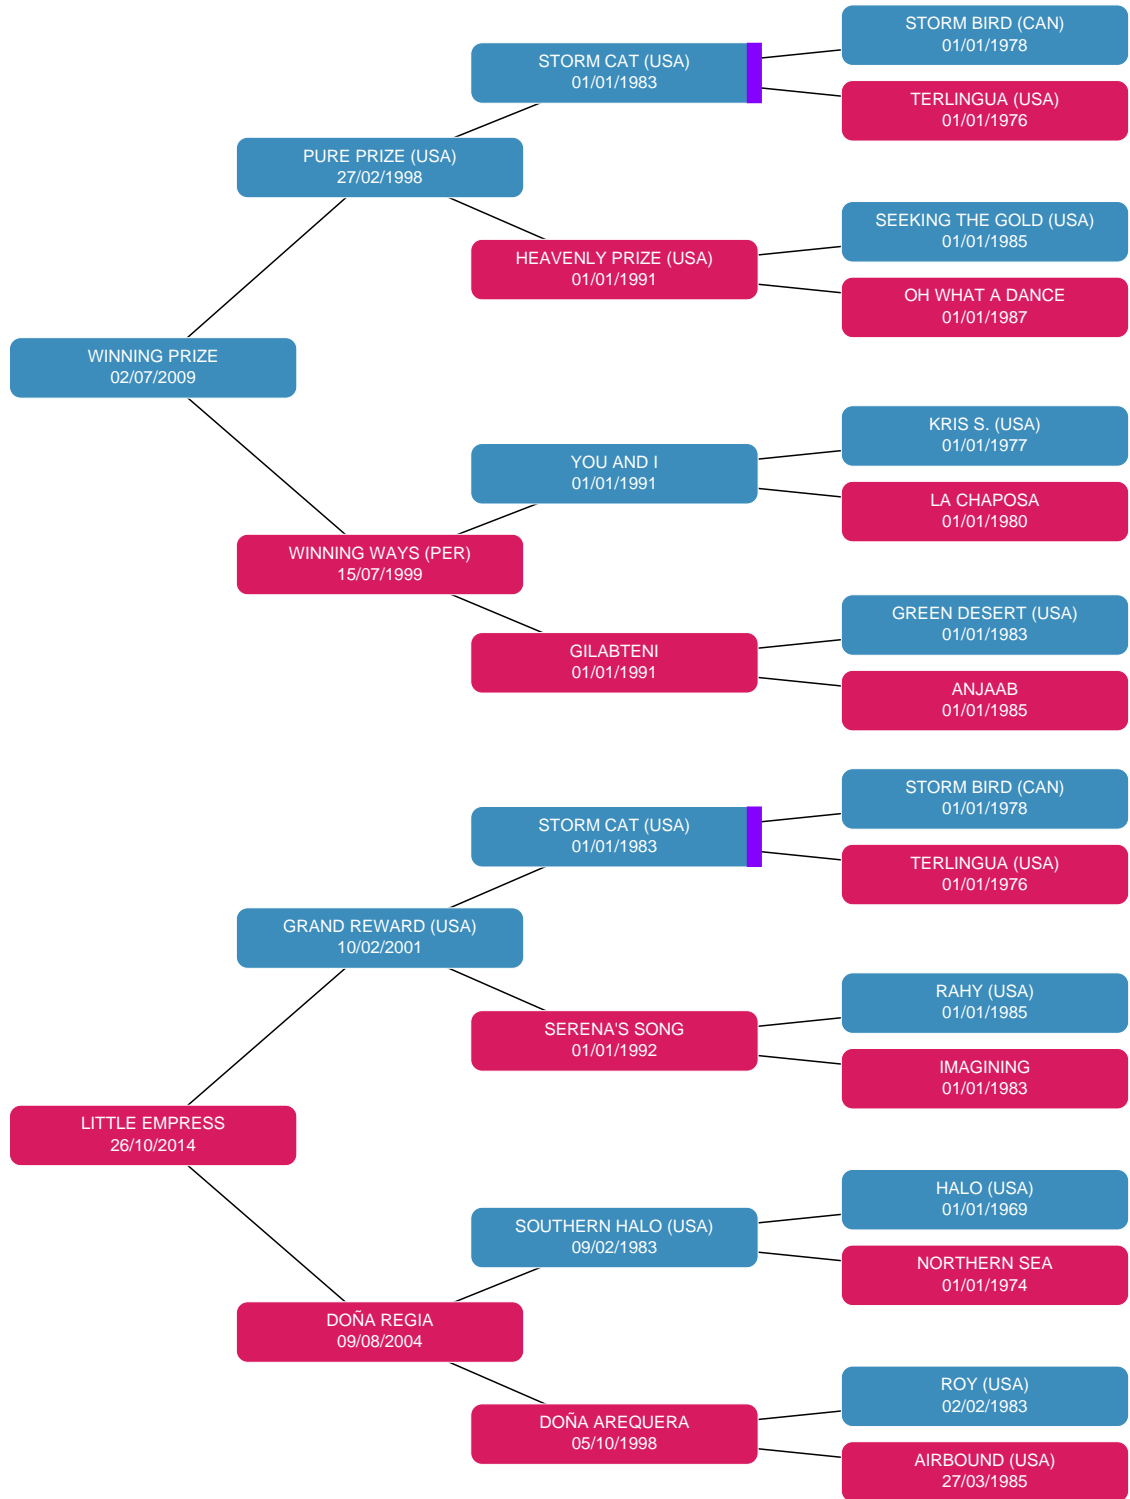 STORM BIRD (CAN)
01/01/1978
STORM CAT (USA)
01/01/1983
TERLINGUA (USA)
01/01/1976
PURE PRIZE (USA)
27/02/1998
SEEKING THE GOLD (USA)
01/01/1985
HEAVENLY PRIZE (USA)
01/01/1991
OH WHAT A DANCE
01/01/1987
WINNING PRIZE
02/07/2009
KRIS S. (USA)
01/01/1977
YOU AND I
01/01/1991
LA CHAPOSA
01/01/1980
WINNING WAYS (PER)
15/07/1999
GREEN DESERT (USA)
01/01/1983
GILABTENI
01/01/1991
ANJAAB
01/01/1985
STORM BIRD (CAN)
01/01/1978
STORM CAT (USA)
01/01/1983
TERLINGUA (USA)
01/01/1976
GRAND REWARD (USA)
10/02/2001
RAHY (USA)
01/01/1985
SERENA'S SONG
01/01/1992
IMAGINING
01/01/1983
LITTLE EMPRESS
26/10/2014
HALO (USA)
01/01/1969
SOUTHERN HALO (USA)
09/02/1983
NORTHERN SEA
01/01/1974
DOÑA REGIA
09/08/2004
ROY (USA)
02/02/1983
DOÑA AREQUERA
05/10/1998
AIRBOUND (USA)
27/03/1985